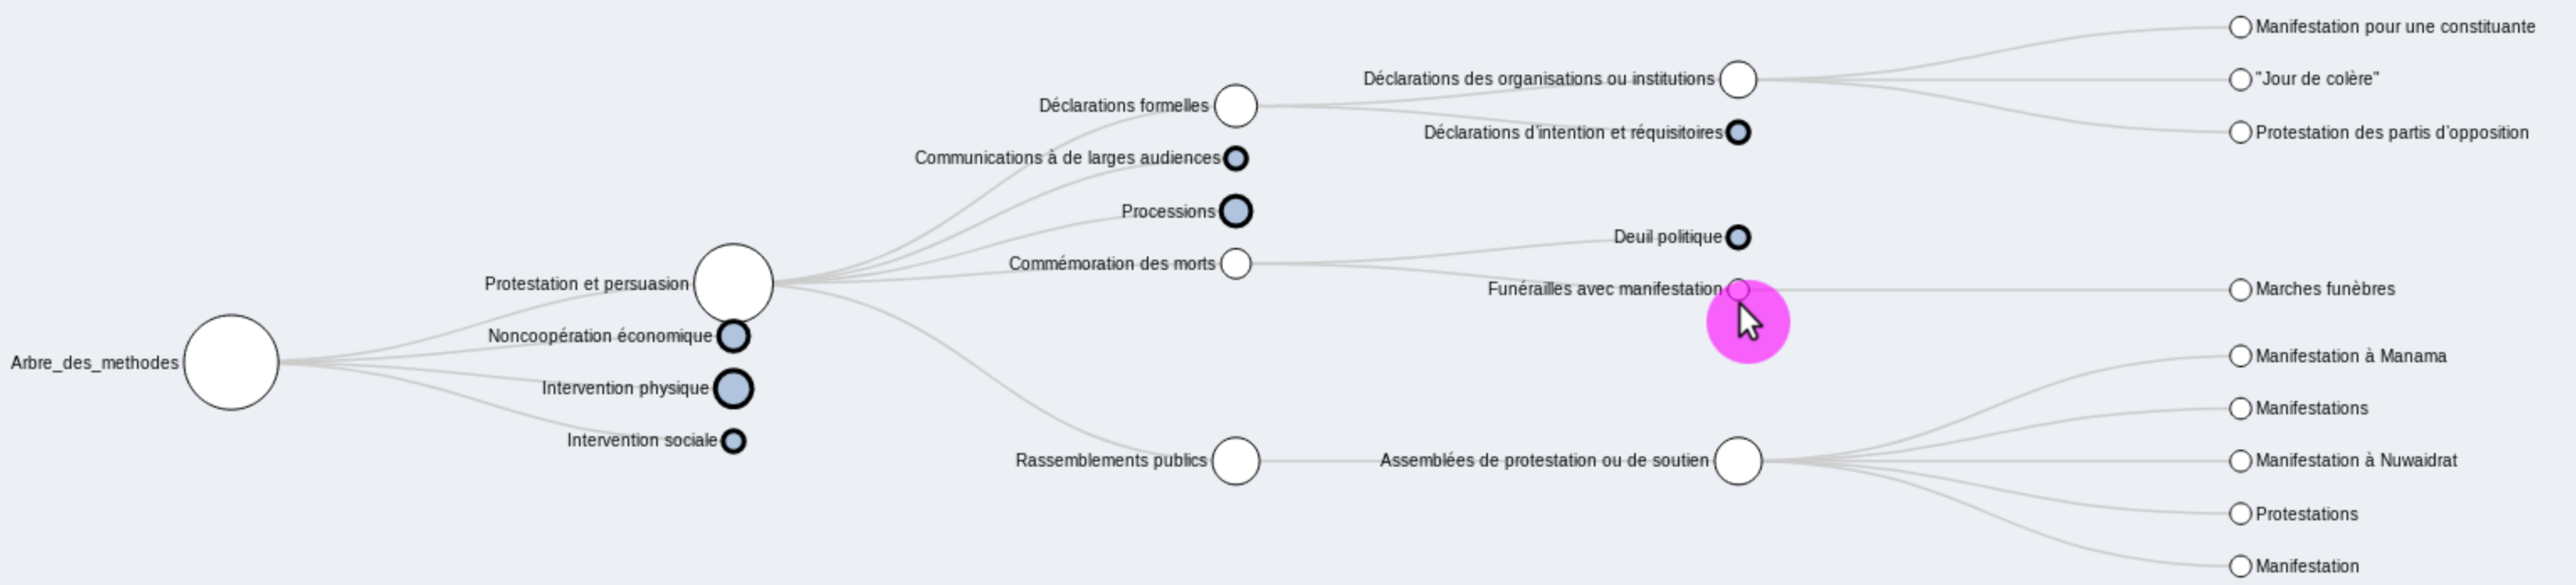 Arbre_des_methodes
Protestation et persuasion
Noncoopération économique
Intervention physique
Intervention sociale
Déclarations formelles
Communications à de larges audiences
Processions
Commémoration des morts
Rassemblements publics
Déclarations des organisations ou institutions
Déclarations d'intention et réquisitoires
Deuil politique
Funérailles avec manifestation
Assemblées de protestation ou de soutien
Manifestation pour une constituante
"Jour de colère"
Protestation des partis d'opposition
Marches funèbres
Manifestation à Manama
Manifestations
Manifestation à Nuwaidrat
Protestations
Manifestation